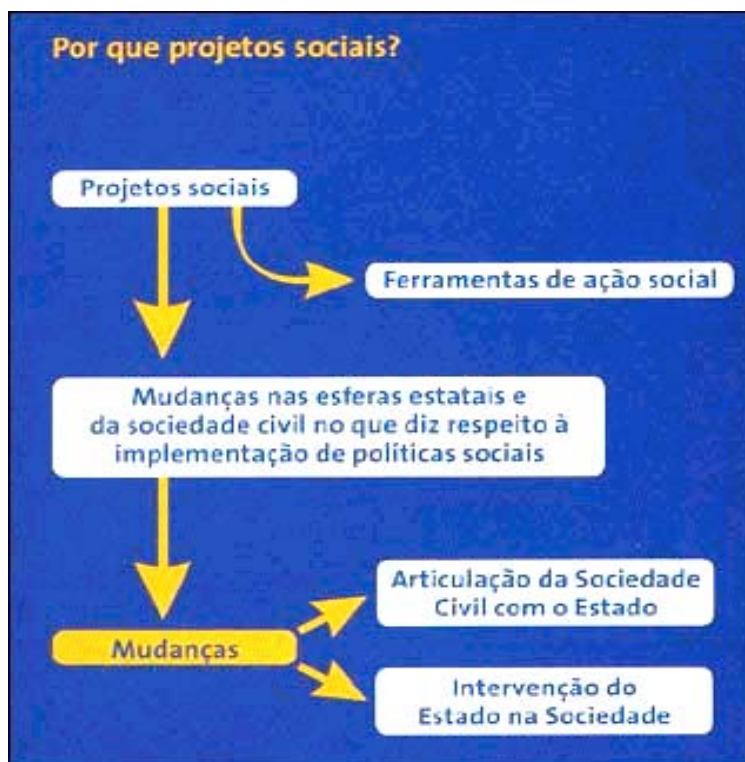 Por que projetos sociais?
Projetos sociais
Ferramentas de ação social
Mudanças nas esferas estatais e
da sociedade civil no que diz respeito à
implementação de políticas sociais
Articulação da Sociedade
Civil com o Estado
Mudanças
Intervenção do
Estado na Sociedade